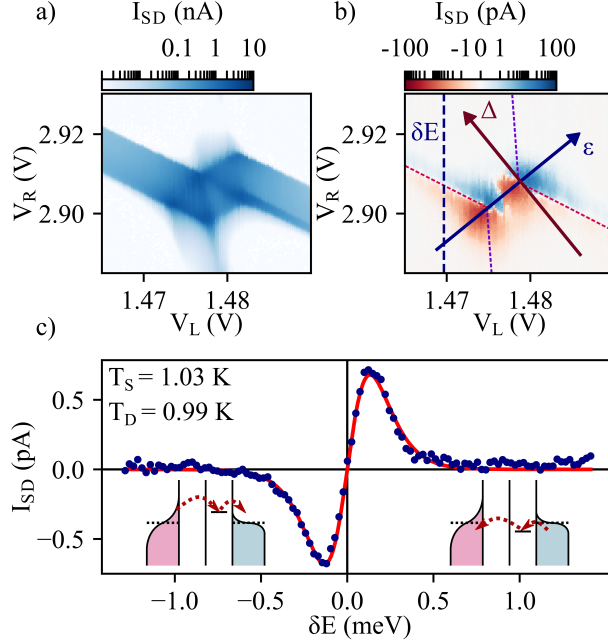 a)
I_SD (nA)
0.1 1 10
V_R (V)
2.92
2.90
1.47 1.48
V_L (V)
b)
I_SD (pA)
-100 -10 1 100
V_R (V)
2.92
2.90
δE
Δ
ε
1.47 1.48
V_L (V)
c)
T_S = 1.03 K
T_D = 0.99 K
I_SD (pA)
0.5
0.0
−0.5
−1.0 −0.5 0.0 0.5 1.0
δE (meV)